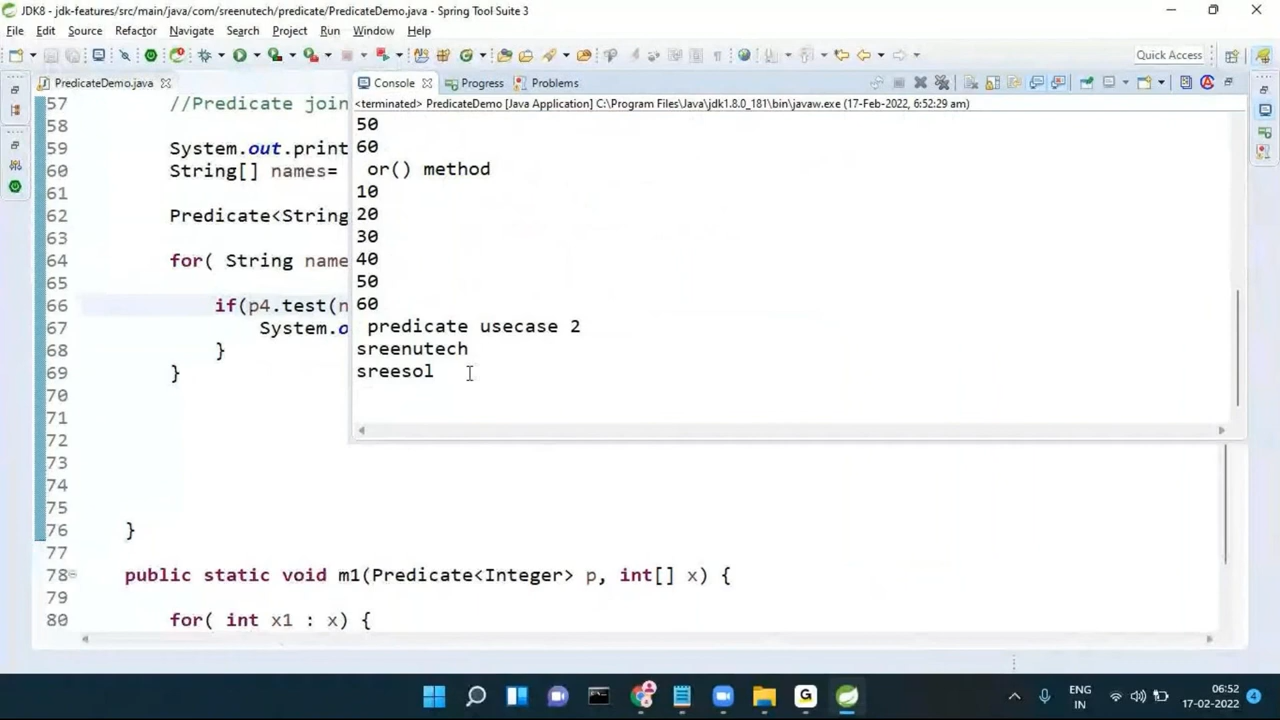 JDK8 - jdk-features/src/main/java/com/sreenutech/predicate/PredicateDemo.java - Spring Tool Suite 3
File Edit Source Refactor Navigate Search Project Run Window Help
Quick Access
PredicateDemo.java
Console Progress Problems
<terminated> PredicateDemo [Java Application] C:\Program Files\Java\jdk1.8.0_181\bin\javaw.exe (17-Feb-2022, 6:52:29 am)
50
60
or() method
10
20
30
40
50
60
predicate usecase 2
sreenutech
sreesol
57 //Predicate join
58
59 System.out.print
60 String[] names=
61
62 Predicate<String
63
64 for( String name
65
66 if(p4.test(n
67 System.o
68 }
69 }
70
71
72
73
74
75
76 }
77
78 public static void m1(Predicate<Integer> p, int[] x) {
79
80 for( int x1 : x) {
ENG
IN
06:52
17-02-2022
4